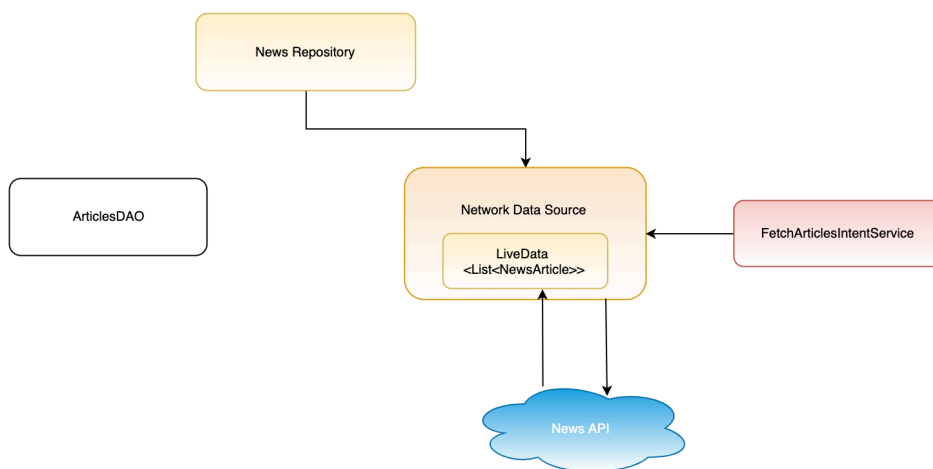 News Repository
ArticlesDAO
Network Data Source
LiveData
<List<NewsArticle>>
FetchArticlesIntentService
News API